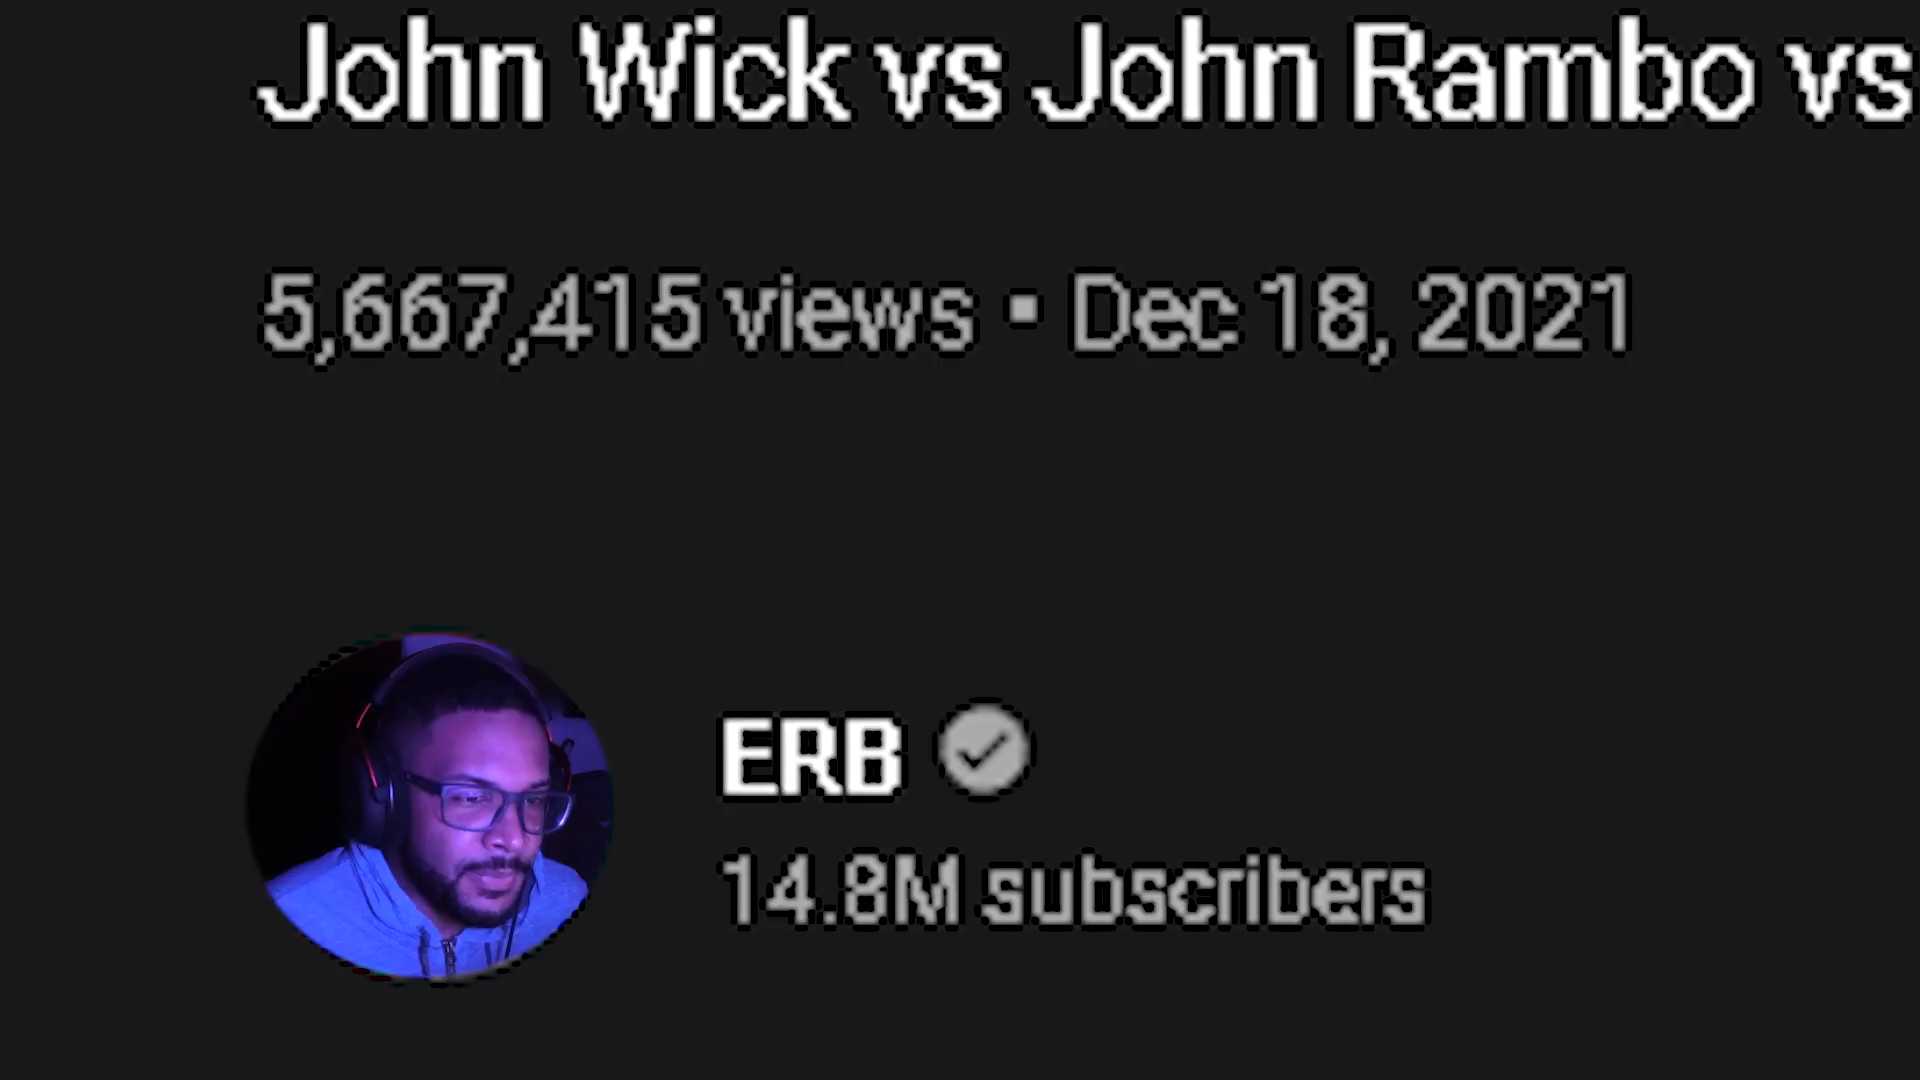 John Wick vs John Rambo vs
5,667,415 views • Dec 18, 2021
ERB
14.8M subscribers